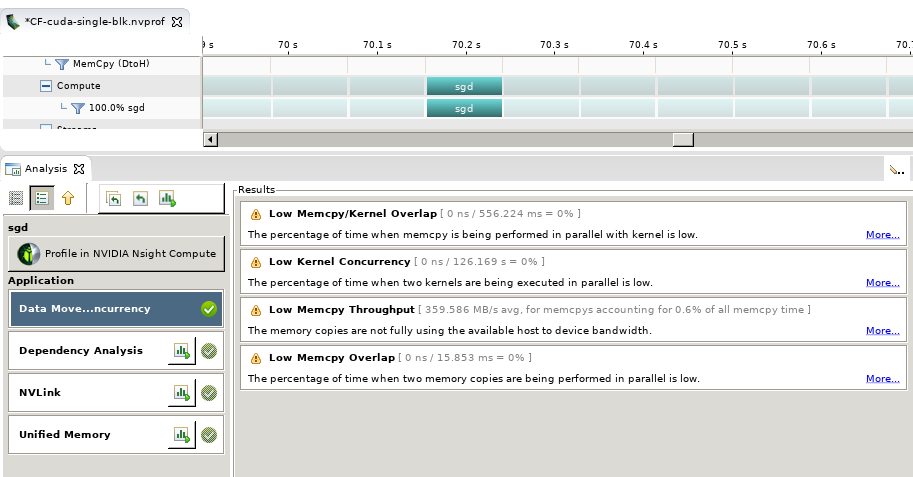 *CF-cuda-single-blk.nvprof
9 s 70 s 70.1 s 70.2 s 70.3 s 70.4 s 70.5 s 70.6 s 70.7
MemCpy (DtoH)
Compute
sgd
100.0% sgd
sgd
Streams
Analysis
Results
sgd
Profile in NVIDIA Nsight Compute
Application
Data Move...ncurrency
Dependency Analysis
NVLink
Unified Memory
Low Memcpy/Kernel Overlap [ 0 ns / 556.224 ms = 0% ]
The percentage of time when memcpy is being performed in parallel with kernel is low. More...
Low Kernel Concurrency [ 0 ns / 126.169 s = 0% ]
The percentage of time when two kernels are being executed in parallel is low. More...
Low Memcpy Throughput [ 359.586 MB/s avg, for memcpys accounting for 0.6% of all memcpy time ]
The memory copies are not fully using the available host to device bandwidth. More...
Low Memcpy Overlap [ 0 ns / 15.853 ms = 0% ]
The percentage of time when two memory copies are being performed in parallel is low. More...